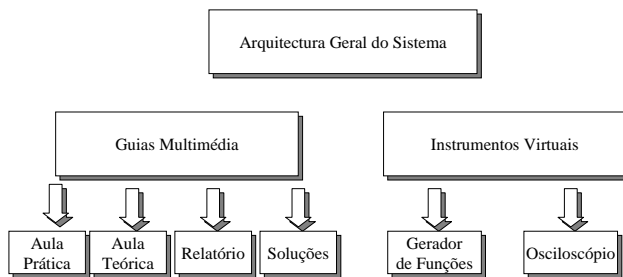 Arquitectura Geral do Sistema
Guias Multimédia
Instrumentos Virtuais
Aula
Prática
Aula
Teórica
Relatório
Soluções
Gerador
de Funções
Osciloscópio